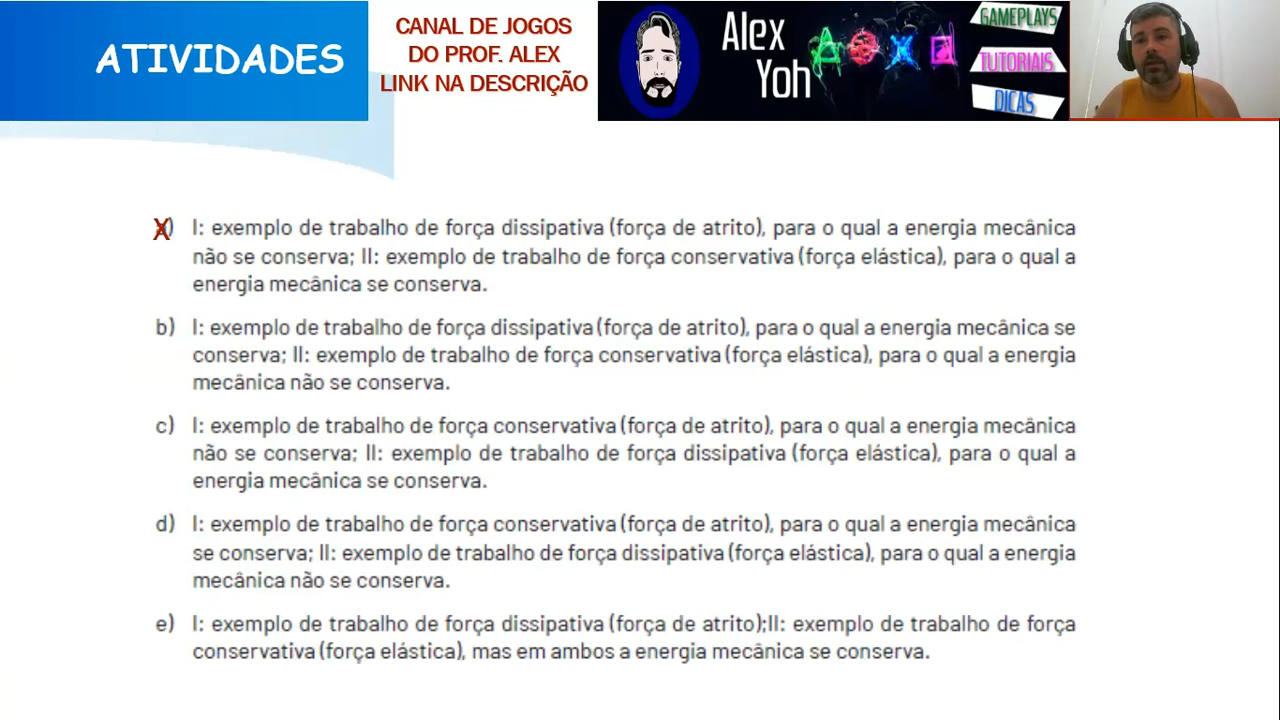 ATIVIDADES
CANAL DE JOGOS
DO PROF. ALEX
LINK NA DESCRIÇÃO
Alex
Yoh
GAMEPLAYS
TUTORIAIS
DICAS
X) I: exemplo de trabalho de força dissipativa (força de atrito), para o qual a energia mecânica
não se conserva; II: exemplo de trabalho de força conservativa (força elástica), para o qual a
energia mecânica se conserva.
b) I: exemplo de trabalho de força dissipativa (força de atrito), para o qual a energia mecânica se
conserva; II: exemplo de trabalho de força conservativa (força elástica), para o qual a energia
mecânica não se conserva.
c) I: exemplo de trabalho de força conservativa (força de atrito), para o qual a energia mecânica
não se conserva; II: exemplo de trabalho de força dissipativa (força elástica), para o qual a
energia mecânica se conserva.
d) I: exemplo de trabalho de força conservativa (força de atrito), para o qual a energia mecânica
se conserva; II: exemplo de trabalho de força dissipativa (força elástica), para o qual a energia
mecânica não se conserva.
e) I: exemplo de trabalho de força dissipativa (força de atrito);II: exemplo de trabalho de força
conservativa (força elástica), mas em ambos a energia mecânica se conserva.